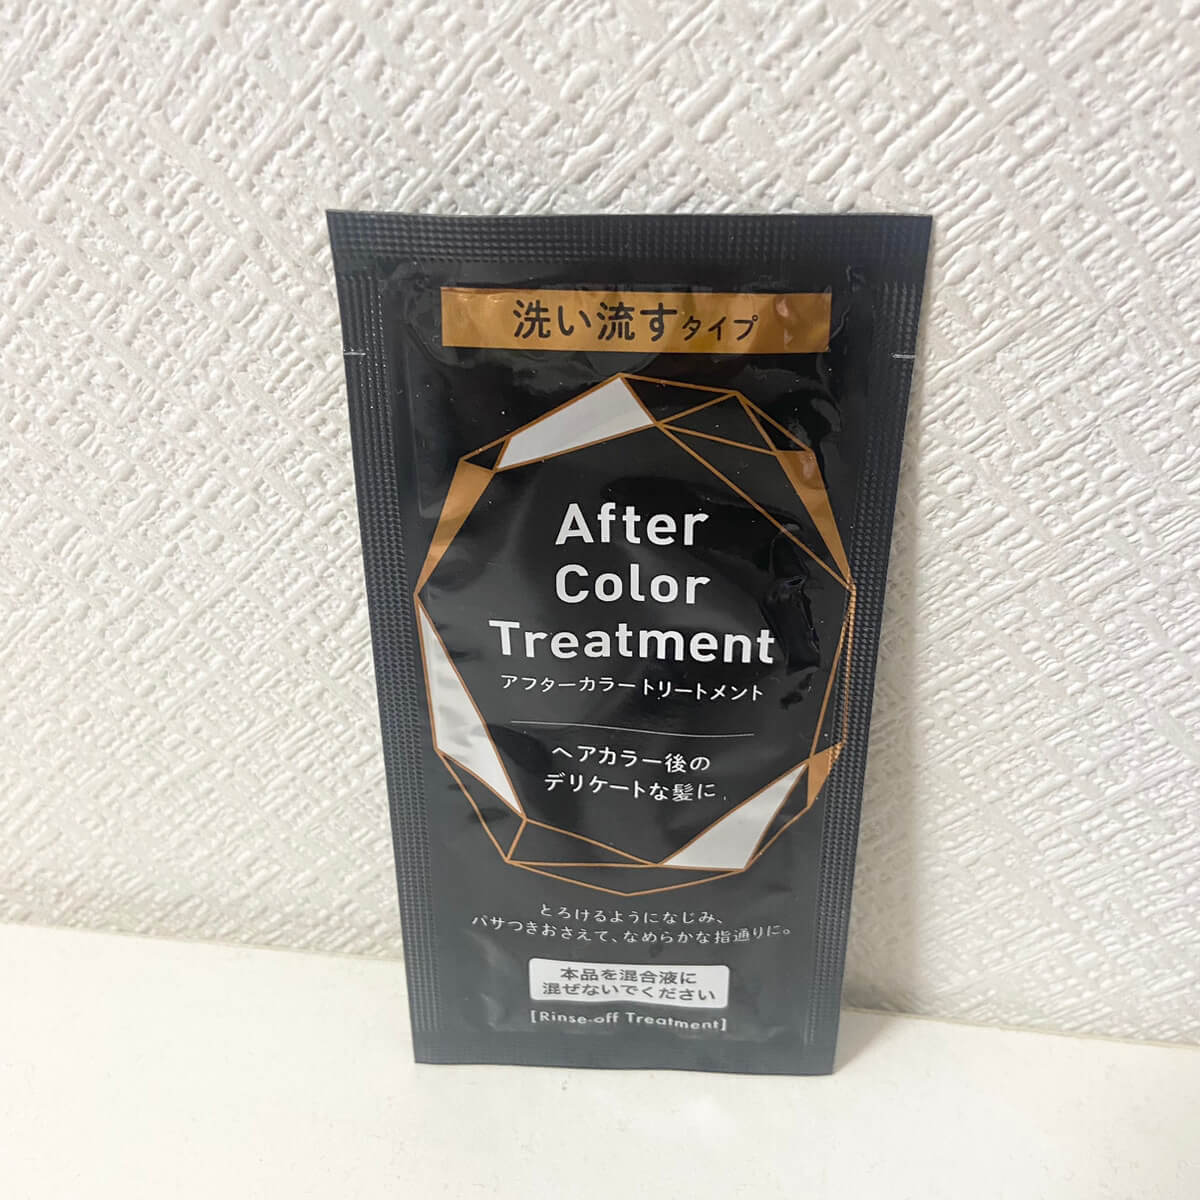 洗い流すタイプ
After
Color
Treatment
アフターカラートリートメント
ヘアカラー後の
デリケートな髪に
とろけるようになじみ、
パサつきおさえて、なめらかな指通りに。
本品を混合液に
混ぜないでください
[Rinse-off Treatment]